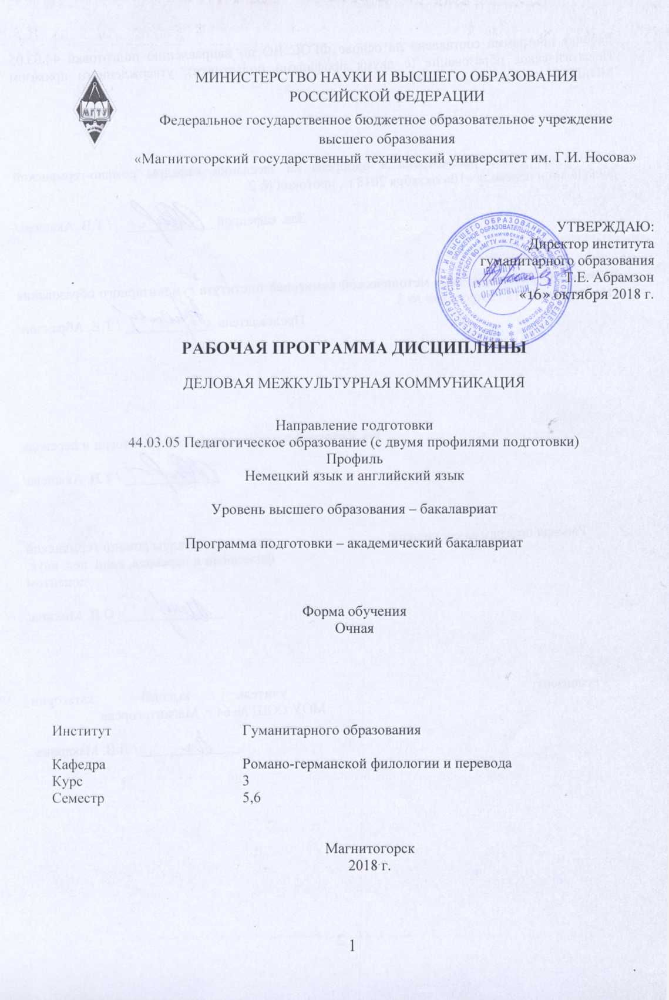 МИНИСТЕРСТВО НАУКИ И ВЫСШЕГО ОБРАЗОВАНИЯ
РОССИЙСКОЙ ФЕДЕРАЦИИ
Федеральное государственное бюджетное образовательное учреждение
высшего образования
«Магнитогорский государственный технический университет им. Г.И. Носова»
МГТУ
УТВЕРЖДАЮ:
Директор института
гуманитарного образования
Т.Е. Абрамзон
«16» октября 2018 г.
РАБОЧАЯ ПРОГРАММА ДИСЦИПЛИНЫ
ДЕЛОВАЯ МЕЖКУЛЬТУРНАЯ КОММУНИКАЦИЯ
Направление подготовки
44.03.05 Педагогическое образование (с двумя профилями подготовки)
Профиль
Немецкий язык и английский язык
Уровень высшего образования – бакалавриат
Программа подготовки – академический бакалавриат
Форма обучения
Очная
Институт Гуманитарного образования
Кафедра Романо-германской филологии и перевода
Курс 3
Семестр 5,6
Магнитогорск
2018 г.
1